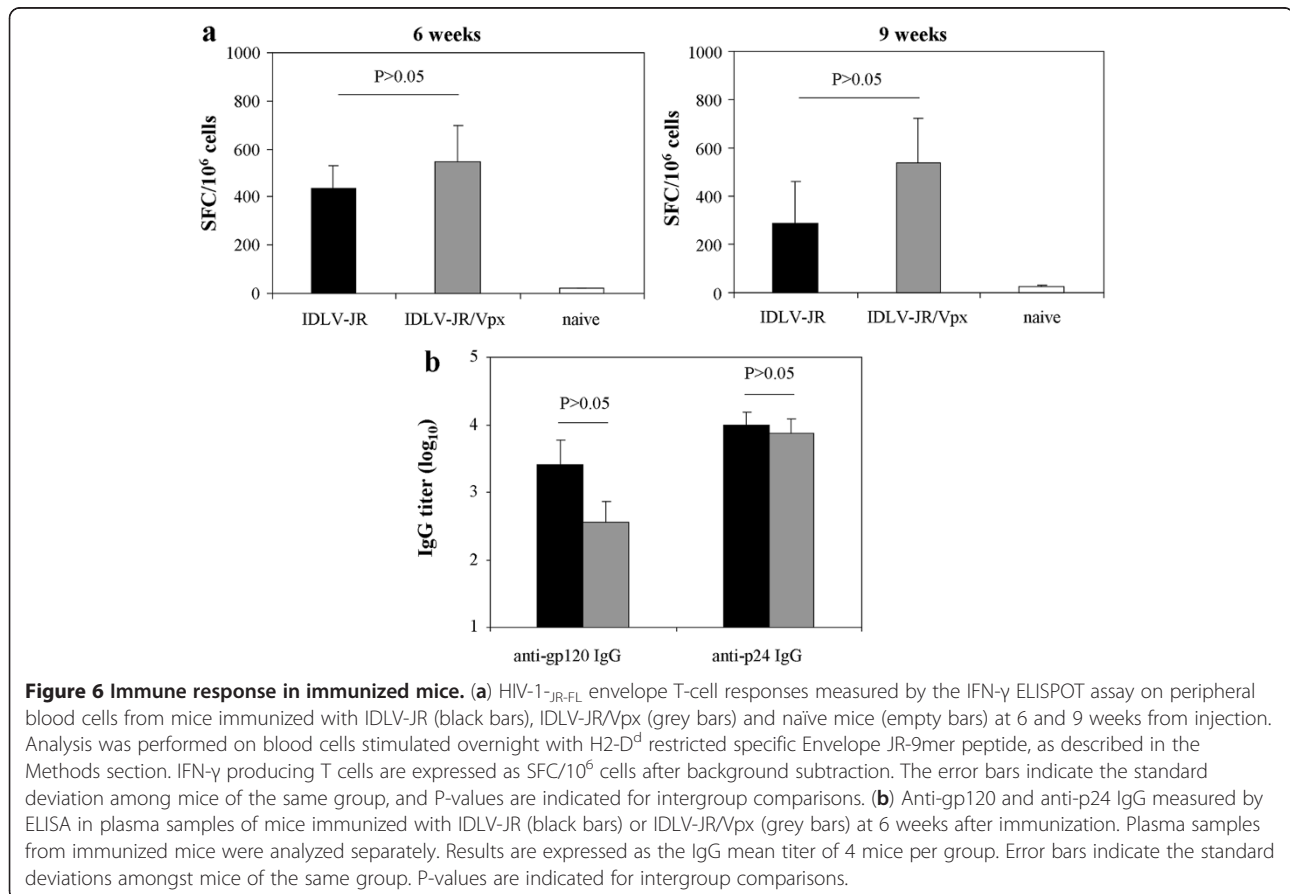 a
6 weeks
1000
800
600
400
200
0
SFC/10⁶ cells
P>0.05
IDLV-JR IDLV-JR/Vpx naive
9 weeks
1000
800
600
400
200
0
SFC/10⁶ cells
P>0.05
IDLV-JR IDLV-JR/Vpx naive
b
5
4
3
2
1
IgG titer (log₁₀)
P>0.05
P>0.05
anti-gp120 IgG anti-p24 IgG
Figure 6 Immune response in immunized mice. (a) HIV-1-JR-FL envelope T-cell responses measured by the IFN-γ ELISPOT assay on peripheral
blood cells from mice immunized with IDLV-JR (black bars), IDLV-JR/Vpx (grey bars) and naïve mice (empty bars) at 6 and 9 weeks from injection.
Analysis was performed on blood cells stimulated overnight with H2-Dᵈ restricted specific Envelope JR-9mer peptide, as described in the
Methods section. IFN-γ producing T cells are expressed as SFC/10⁶ cells after background subtraction. The error bars indicate the standard
deviation among mice of the same group, and P-values are indicated for intergroup comparisons. (b) Anti-gp120 and anti-p24 IgG measured by
ELISA in plasma samples of mice immunized with IDLV-JR (black bars) or IDLV-JR/Vpx (grey bars) at 6 weeks after immunization. Plasma samples
from immunized mice were analyzed separately. Results are expressed as the IgG mean titer of 4 mice per group. Error bars indicate the standard
deviations amongst mice of the same group. P-values are indicated for intergroup comparisons.